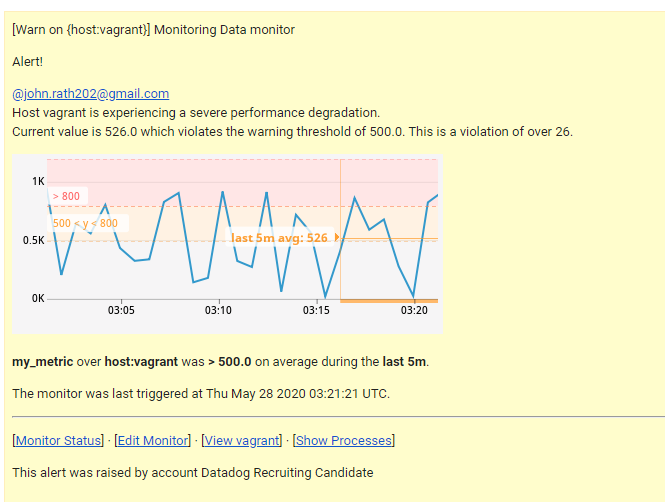 [Warn on {host:vagrant}] Monitoring Data monitor
Alert!
@john.rath202@gmail.com
Host vagrant is experiencing a severe performance degradation.
Current value is 526.0 which violates the warning threshold of 500.0. This is a violation of over 26.
1K
> 800
500 < y < 800
0.5K
last 5m avg: 526
0K
03:05 03:10 03:15 03:20
my_metric over host:vagrant was > 500.0 on average during the last 5m.
The monitor was last triggered at Thu May 28 2020 03:21:21 UTC.
[Monitor Status] · [Edit Monitor] · [View vagrant] · [Show Processes]
This alert was raised by account Datadog Recruiting Candidate